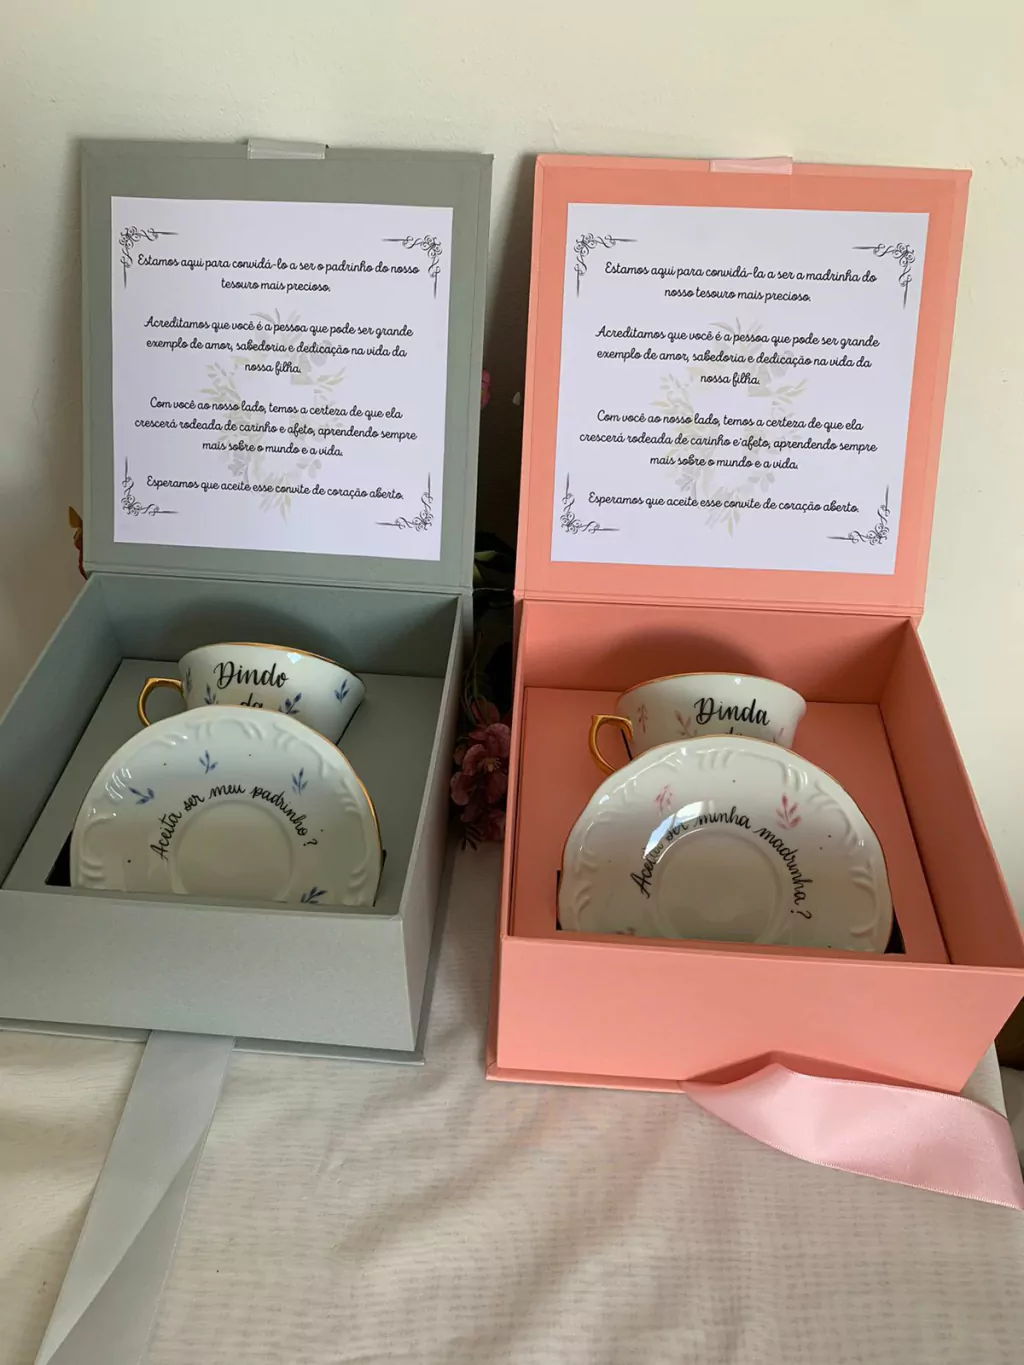 Estamos aqui para convidá-lo a ser o padrinho do nosso
tesouro mais precioso.
Acreditamos que você é a pessoa que pode ser grande
exemplo de amor, sabedoria e dedicação na vida da
nossa filha.
Com você ao nosso lado, temos a certeza de que ela
crescerá rodeada de carinho e afeto, aprendendo sempre
mais sobre o mundo e a vida.
Esperamos que aceite esse convite de coração aberto.
Dindo
da
Aceita ser meu padrinho?
Estamos aqui para convidá-la a ser a madrinha do
nosso tesouro mais precioso.
Acreditamos que você é a pessoa que pode ser grande
exemplo de amor, sabedoria e dedicação na vida da
nossa filha.
Com você ao nosso lado, temos a certeza de que ela
crescerá rodeada de carinho e afeto, aprendendo sempre
mais sobre o mundo e a vida.
Esperamos que aceite esse convite de coração aberto.
Dinda
Aceita ser minha madrinha?